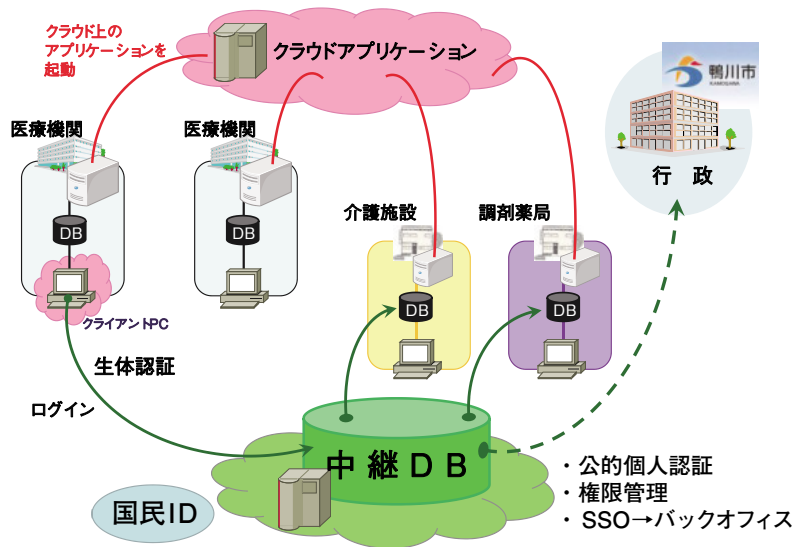 クラウド上の
アプリケーションを
起動
クラウドアプリケーション
鴨川市
KAMOGAWA
医療機関
医療機関
行 政
介護施設
調剤薬局
DB
DB
DB
DB
クライアントPC
生体認証
ログイン
中継DB
国民ID
・公的個人認証
・権限管理
・SSO→バックオフィス